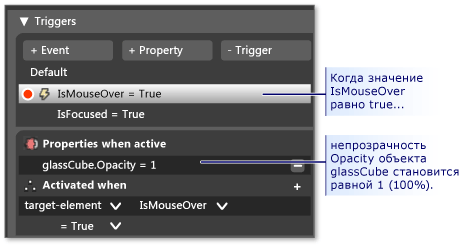 Triggers
+ Event
+ Property
- Trigger
Default
IsMouseOver = True
IsFocused = True
Когда значение
IsMouseOver
равно true...
Properties when active
glassCube.Opacity = 1
непрозрачность
Opacity объекта
glassCube становится
равной 1 (100%).
Activated when
+
target-element
IsMouseOver
= True